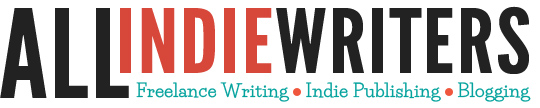 ALLINDIEWRITERS
Freelance Writing • Indie Publishing • Blogging